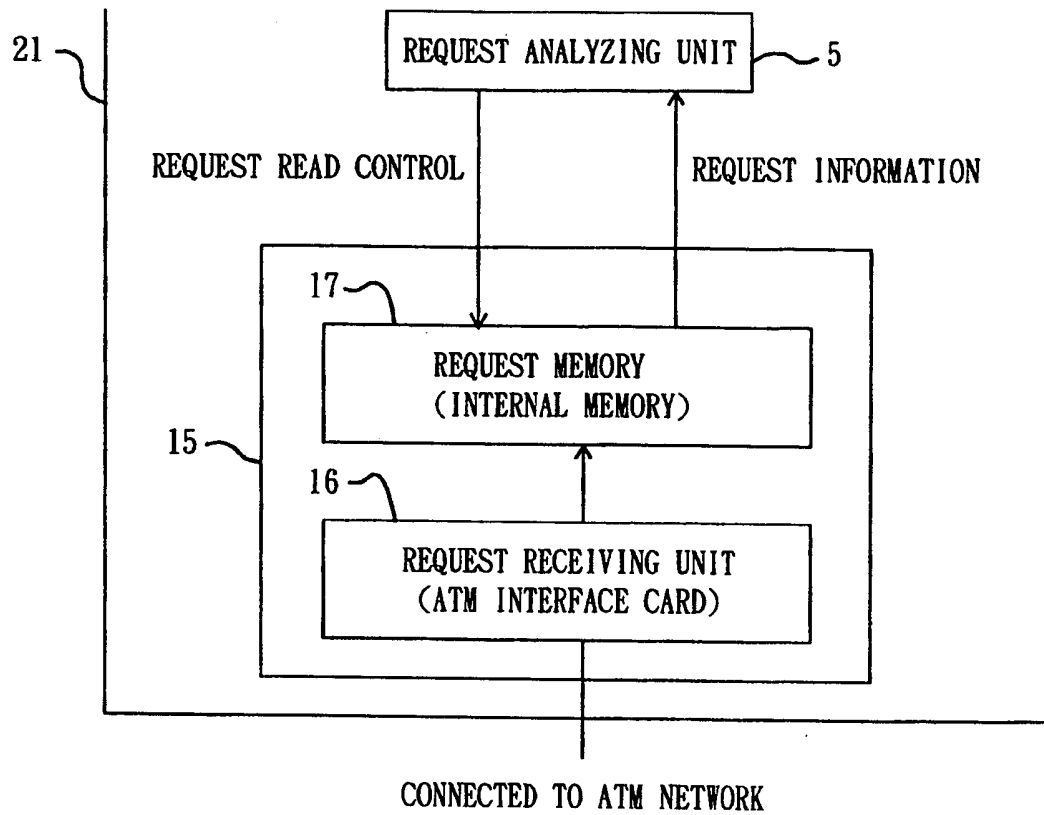 21
REQUEST ANALYZING UNIT
5
REQUEST READ CONTROL
REQUEST INFORMATION
17
REQUEST MEMORY
(INTERNAL MEMORY)
15
16
REQUEST RECEIVING UNIT
(ATM INTERFACE CARD)
CONNECTED TO ATM NETWORK